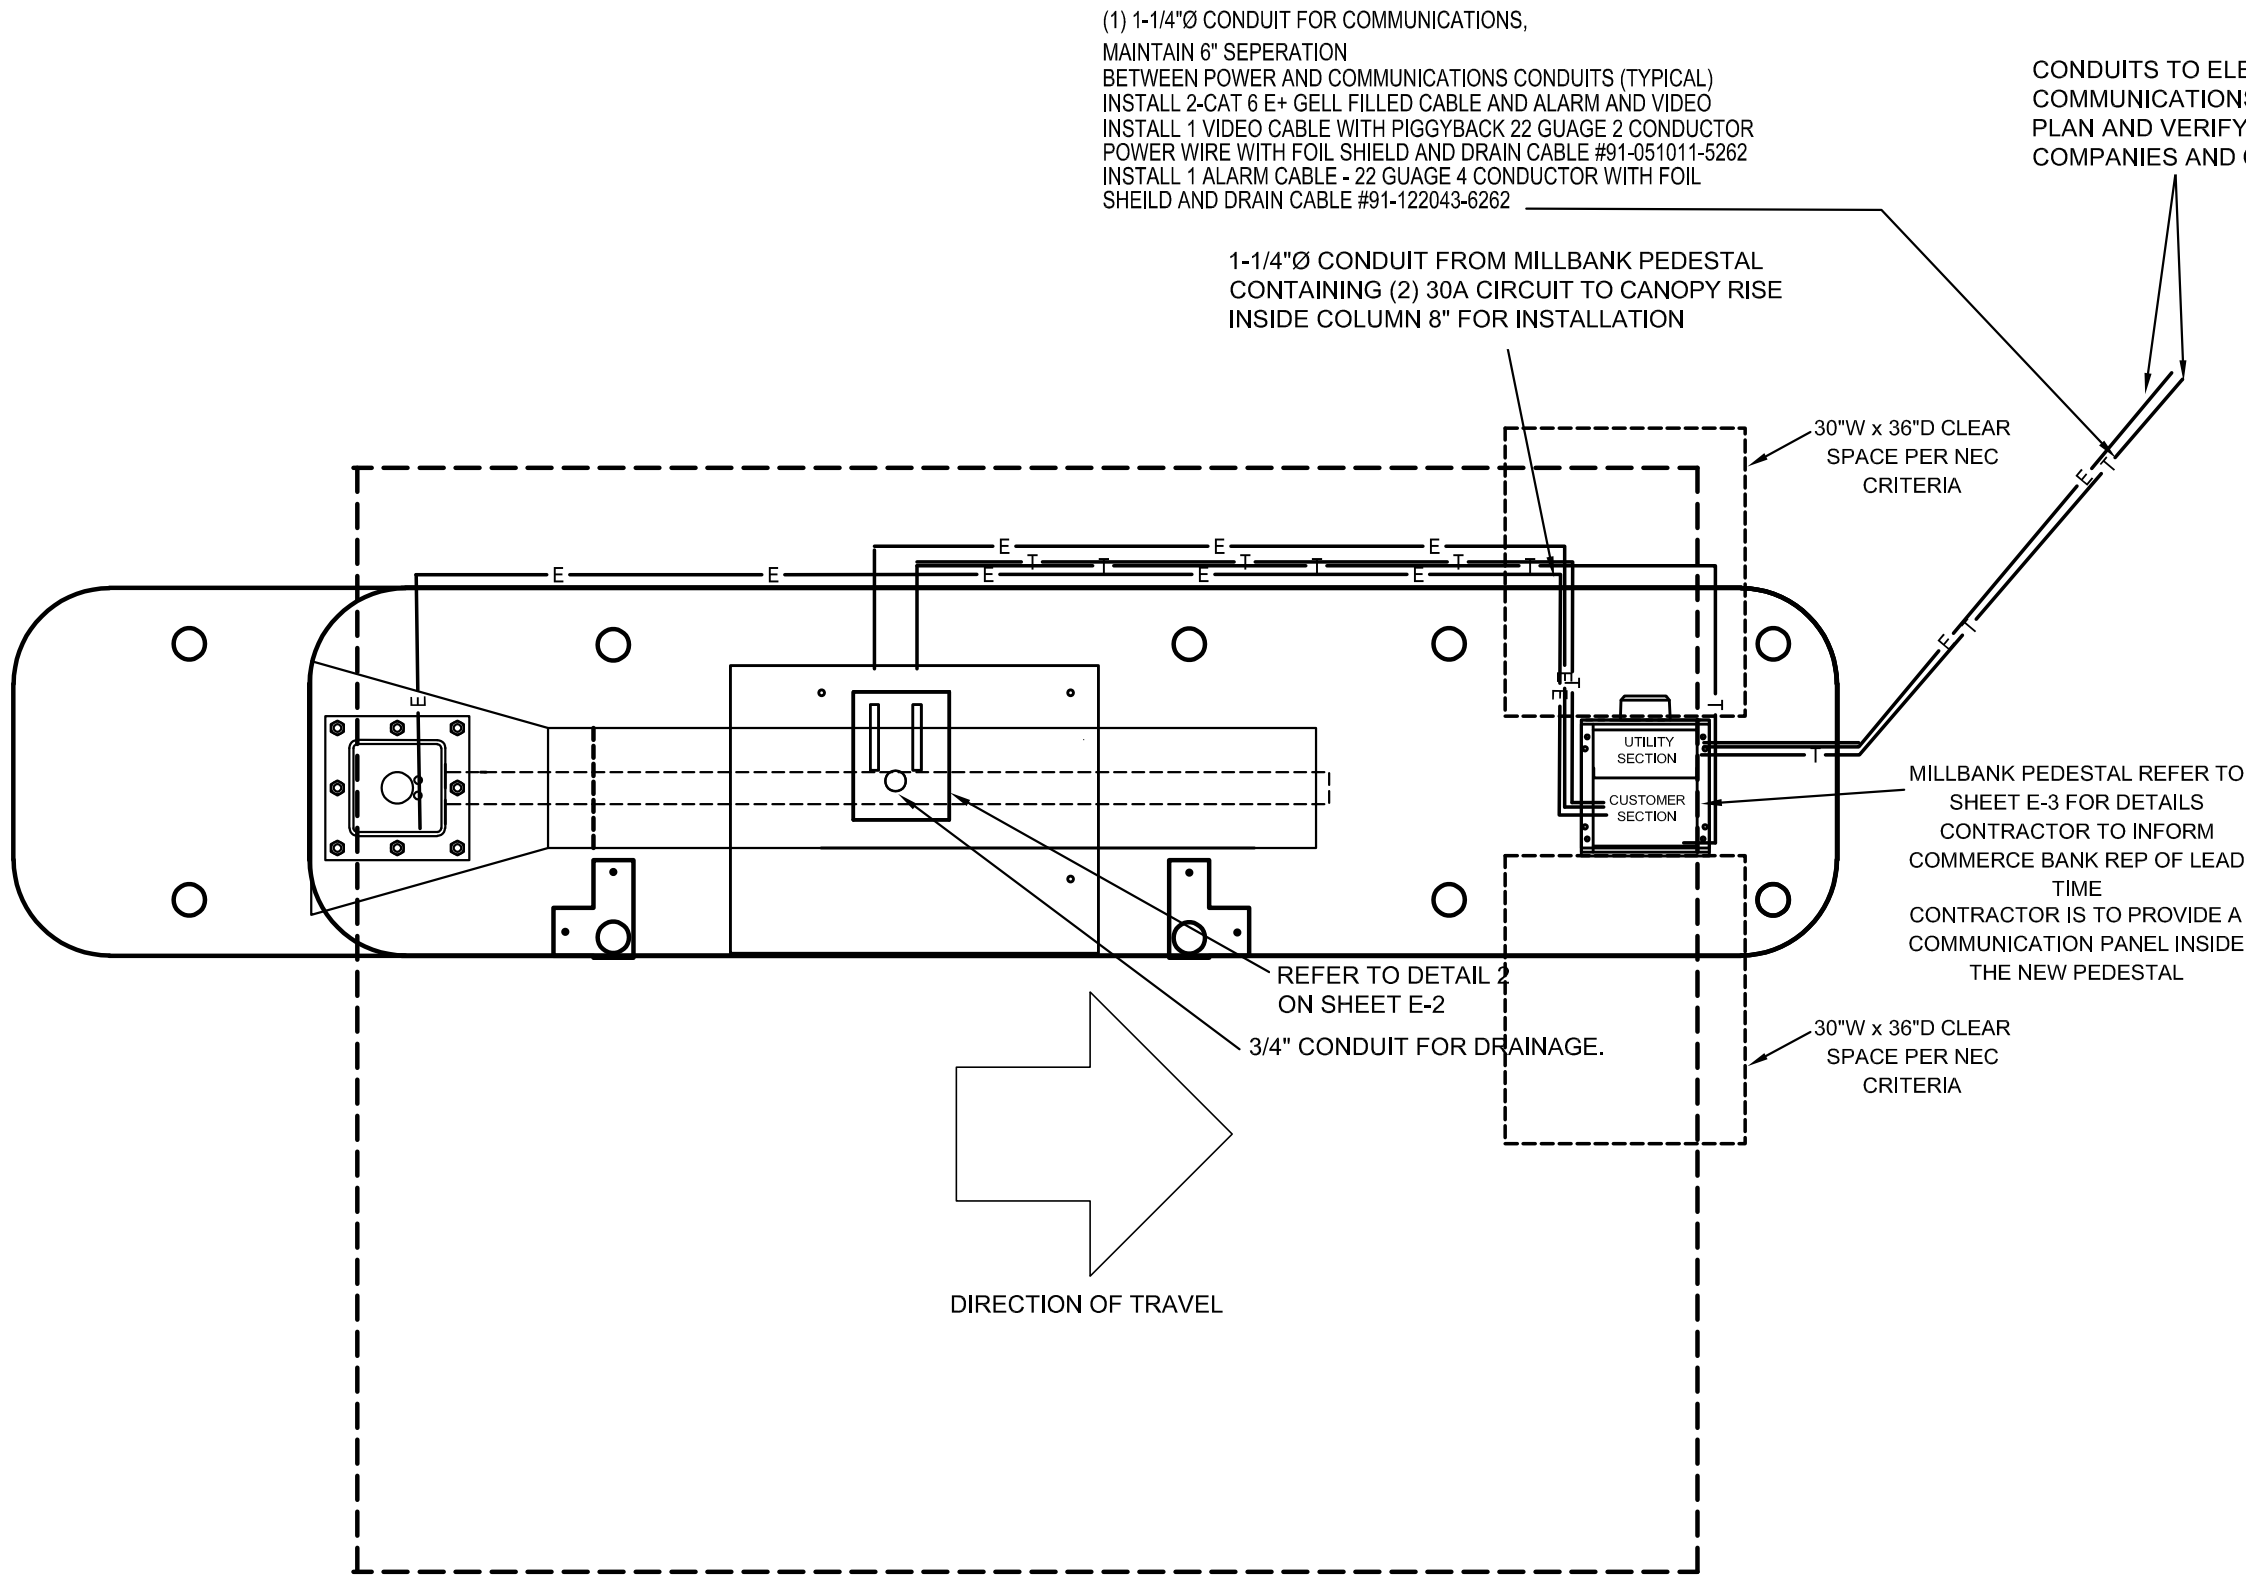 (1) 1-1/4"Ø CONDUIT FOR COMMUNICATIONS,
MAINTAIN 6" SEPERATION
BETWEEN POWER AND COMMUNICATIONS CONDUITS (TYPICAL)
INSTALL 2-CAT 6 E+ GELL FILLED CABLE AND ALARM AND VIDEO
INSTALL 1 VIDEO CABLE WITH PIGGYBACK 22 GUAGE 2 CONDUCTOR
POWER WIRE WITH FOIL SHIELD AND DRAIN CABLE #91-051011-5262
INSTALL 1 ALARM CABLE - 22 GUAGE 4 CONDUCTOR WITH FOIL
SHEILD AND DRAIN CABLE #91-122043-6262
CONDUITS TO
COMMUNICATIONS
PLAN AND VERIFY
COMPANIES AND
1-1/4"Ø CONDUIT FROM MILLBANK PEDESTAL
CONTAINING (2) 30A CIRCUIT TO CANOPY RISE
INSIDE COLUMN 8" FOR INSTALLATION
30"W x 36"D CLEAR
SPACE PER NEC
CRITERIA
E T
E T
E E E
T T T T T T
E E E E E
E
E E T
T
T
UTILITY
SECTION
CUSTOMER
SECTION
MILLBANK PEDESTAL REFER TO
SHEET E-3 FOR DETAILS
CONTRACTOR TO INFORM
COMMERCE BANK REP OF LEAD
TIME
CONTRACTOR IS TO PROVIDE A
COMMUNICATION PANEL INSIDE
THE NEW PEDESTAL
REFER TO DETAIL 2
ON SHEET E-2
3/4" CONDUIT FOR DRAINAGE.
30"W x 36"D CLEAR
SPACE PER NEC
CRITERIA
DIRECTION OF TRAVEL